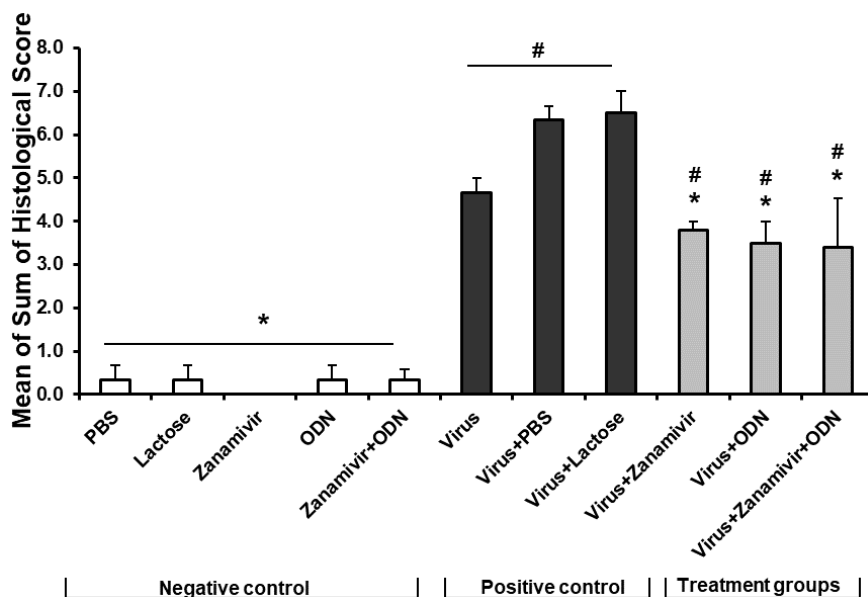 Mean of Sum of Histological Score
8.0
7.0
6.0
5.0
4.0
3.0
2.0
1.0
0.0
*
#
#
*
#
*
#
*
PBS
Lactose
Zanamivir
ODN
Zanamivir+ODN
Virus
Virus+PBS
Virus+Lactose
Virus+Zanamivir
Virus+ODN
Virus+Zanamivir+ODN
Negative control
Positive control
Treatment groups